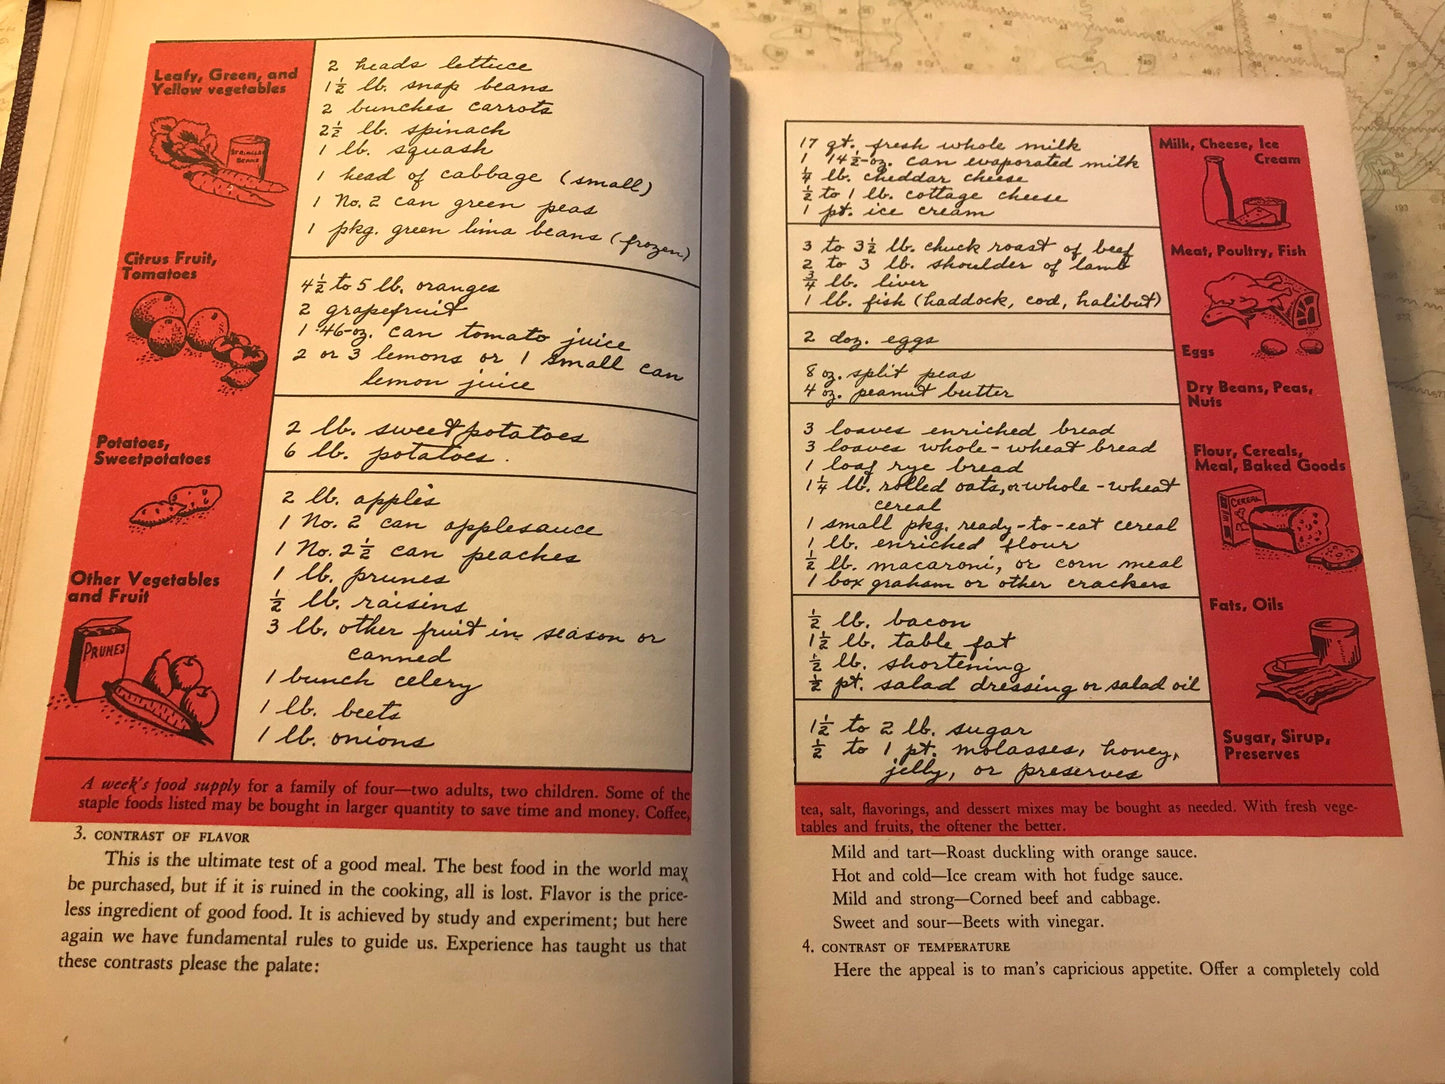 Leafy, Green, and
Yellow vegetables
STRINGLESS
BEANS
2 heads lettuce
1½ lb. snap beans
2 bunches carrots
2½ lb. spinach
1 lb. squash
1 head of cabbage (small)
1 No. 2 can green peas
1 pkg. green lima beans (frozen)
Citrus Fruit,
Tomatoes
4½ to 5 lb. oranges
2 grapefruit
1 46-oz. can tomato juice
2 or 3 lemons or 1 small can
lemon juice
Potatoes,
Sweetpotatoes
2 lb. sweetpotatoes
6 lb. potatoes.
Other Vegetables
and Fruit
PRUNES
2 lb. apples
1 No. 2 can applesauce
1 No. 2½ can peaches
1 lb. prunes
½ lb. raisins
3 lb. other fruit in season or
canned
1 bunch celery
1 lb. beets
1 lb. onions
A week's food supply for a family of four—two adults, two children. Some of the
staple foods listed may be bought in larger quantity to save time and money. Coffee,
3. CONTRAST OF FLAVOR
This is the ultimate test of a good meal. The best food in the world may
be purchased, but if it is ruined in the cooking, all is lost. Flavor is the price-
less ingredient of good food. It is achieved by study and experiment; but here
again we have fundamental rules to guide us. Experience has taught us that
these contrasts please the palate:
17 qt. fresh whole milk
1 14½-oz. can evaporated milk
¼ lb. cheddar cheese
½ to 1 lb. cottage cheese
1 pt. ice cream
Milk, Cheese, Ice
Cream
3 to 3½ lb. chuck roast of beef
2 to 3 lb. shoulder of lamb
¾ lb. liver
1 lb. fish (haddock, cod, halibut)
Meat, Poultry, Fish
2 doz. eggs
Eggs
8 oz. split peas
4 oz. peanut butter
Dry Beans, Peas,
Nuts
3 loaves enriched bread
3 loaves whole-wheat bread
1 loaf rye bread
1¼ lb. rolled oats, or whole-wheat
cereal
1 small pkg. ready-to-eat cereal
1 lb. enriched flour
½ lb. macaroni, or corn meal
1 box graham or other crackers
Flour, Cereals,
Meal, Baked Goods
CEREAL
½ lb. bacon
1½ lb. table fat
½ lb. shortening
½ pt. salad dressing or salad oil
Fats, Oils
1½ to 2 lb. sugar
½ to 1 pt. molasses, honey,
jelly, or preserves
Sugar, Sirup,
Preserves
tea, salt, flavorings, and dessert mixes may be bought as needed. With fresh vege-
tables and fruits, the oftener the better.
Mild and tart—Roast duckling with orange sauce.
Hot and cold—Ice cream with hot fudge sauce.
Mild and strong—Corned beef and cabbage.
Sweet and sour—Beets with vinegar.
4. CONTRAST OF TEMPERATURE
Here the appeal is to man's capricious appetite. Offer a completely cold